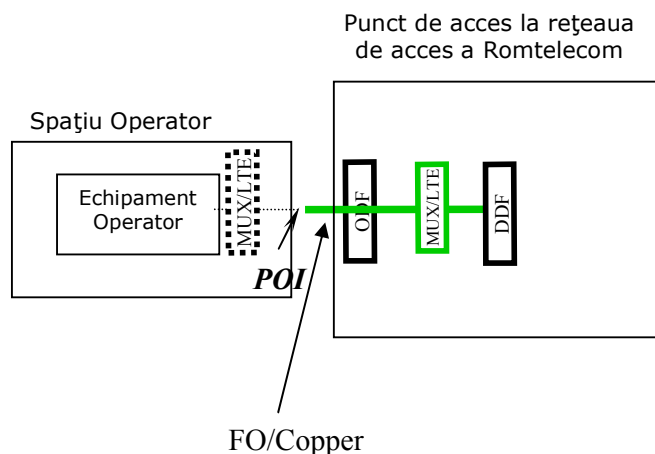 Punct de acces la reţeaua
de acces a Romtelecom
Spaţiu Operator
Echipament
Operator
MUX/LTE
POI
ODF
MUX/LTE
DDF
FO/Copper